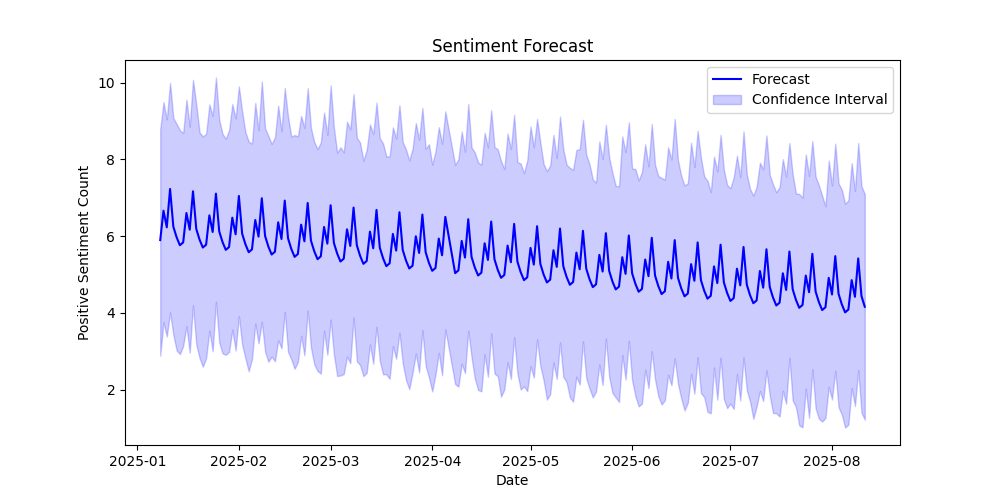 Sentiment Forecast
Forecast
Confidence Interval
Positive Sentiment Count
10
8
6
4
2
2025-01 2025-02 2025-03 2025-04 2025-05 2025-06 2025-07 2025-08
Date